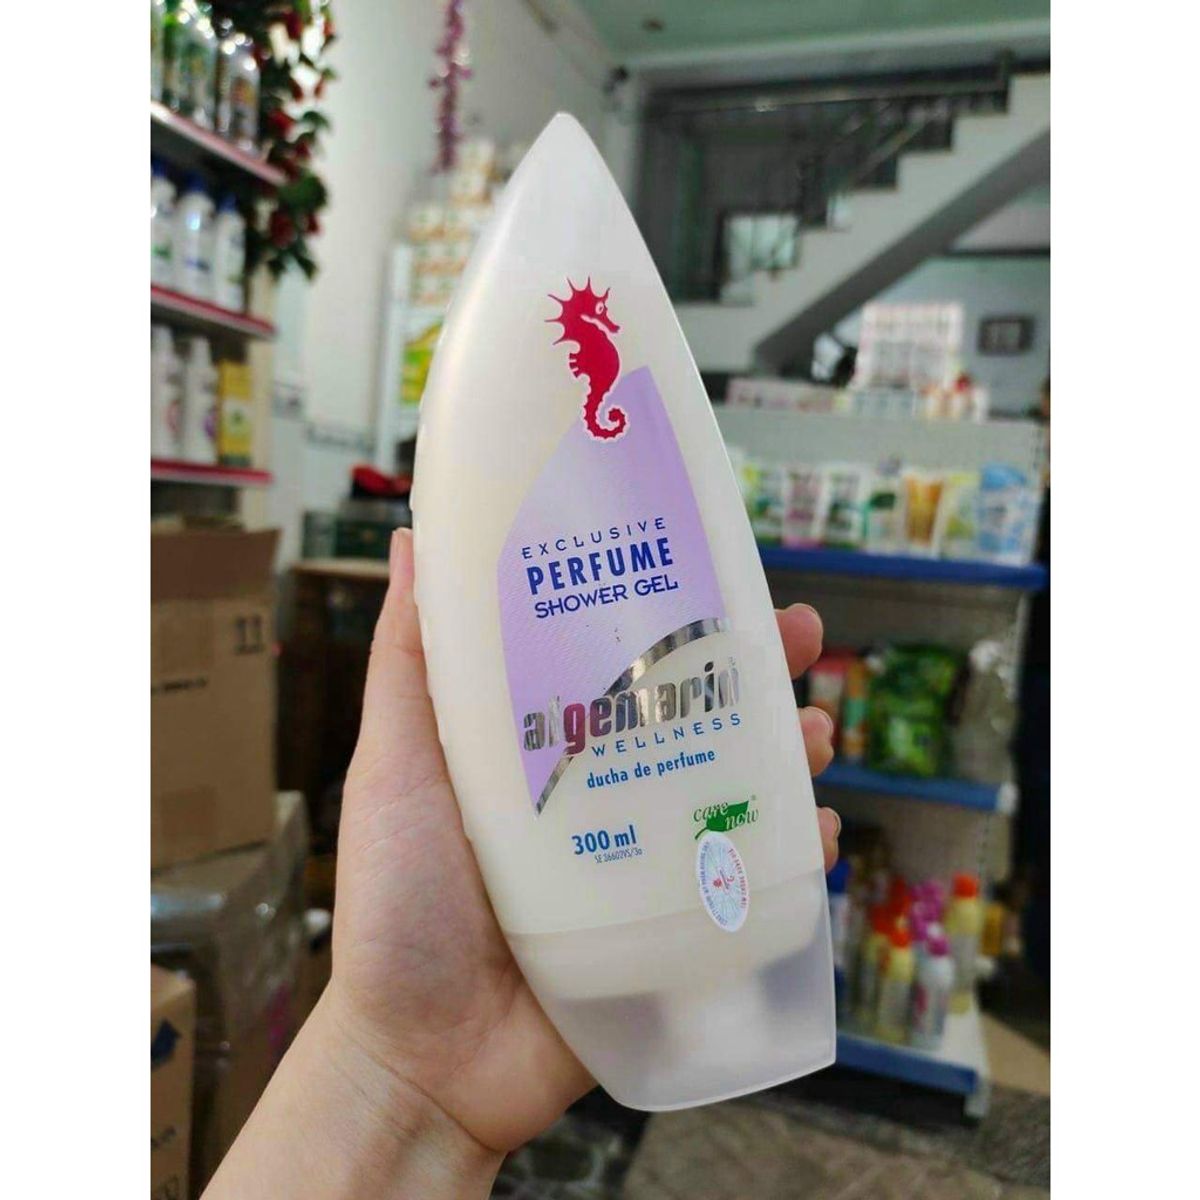 EXCLUSIVE
PERFUME
SHOWER GEL
algemarin®
WELLNESS
ducha de perfume
300 ml
care
now®